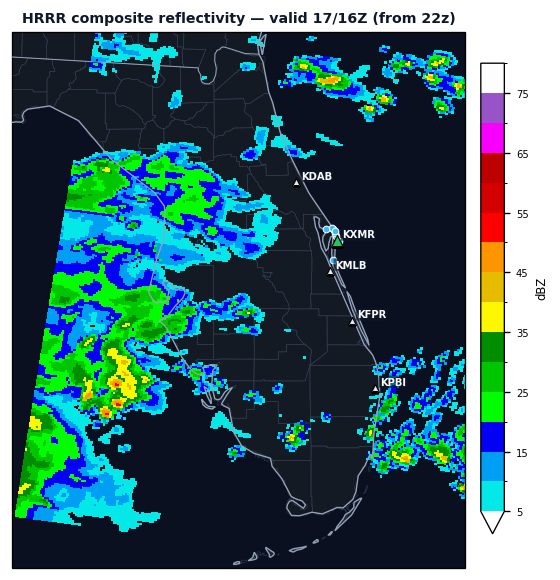 HRRR composite reflectivity — valid 17/16Z (from 22z)
KDAB
KXMR
KMLB
KFPR
KPBI
75
65
55
45
35
25
15
5
dBZ